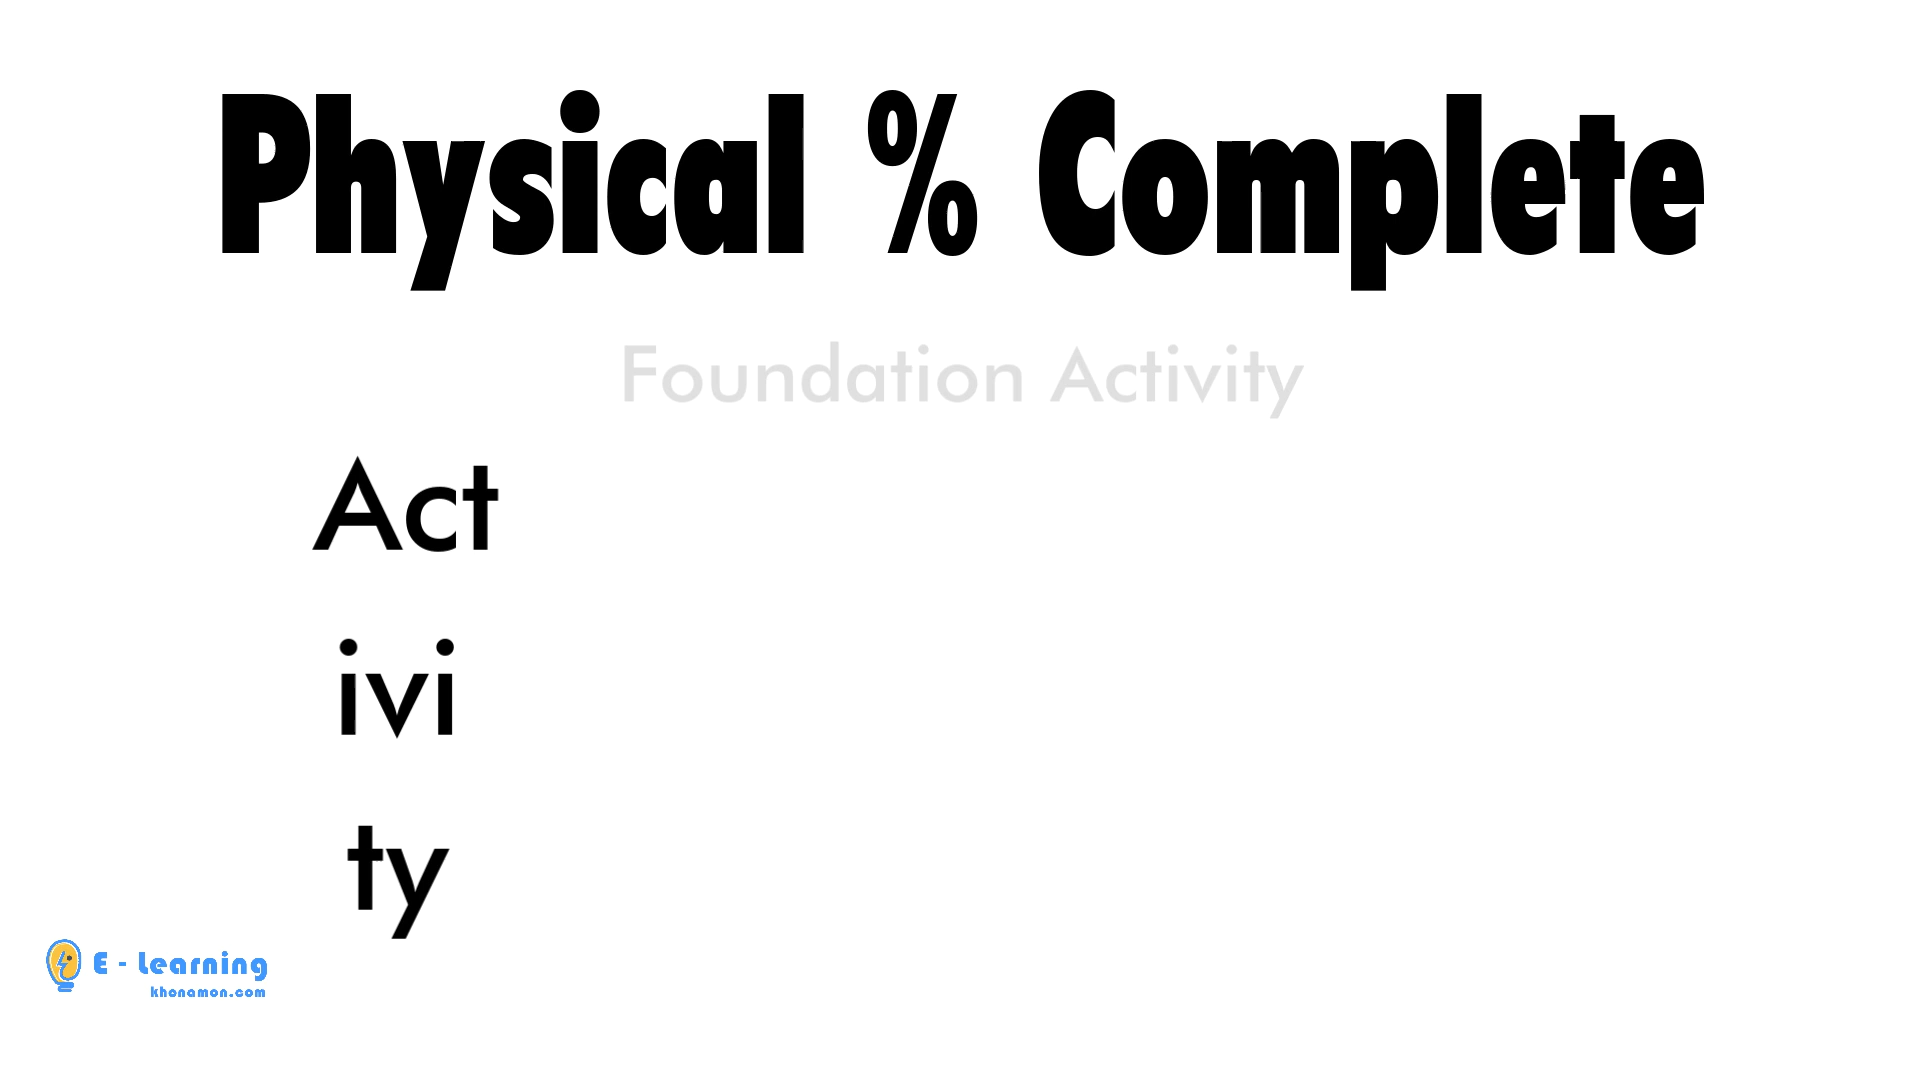 Physical % Complete
Foundation Activity
Act
ivi
ty
E - Learning
khonamon.com